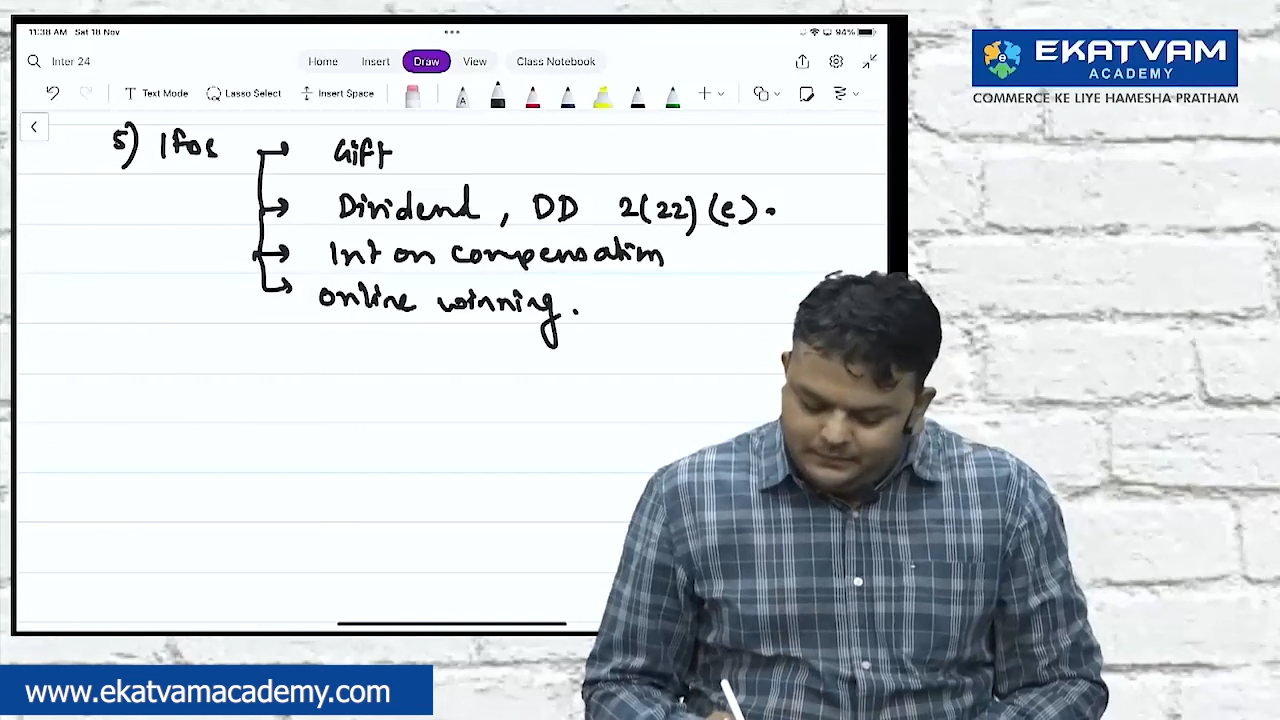 11:38 AM Sat 18 Nov
94%
Inter 24
Home Insert Draw View Class Notebook
Text Mode Lasso Select Insert Space
5) Ifos
Gift
Dividend , DD 2(22)(e).
Int on compensation
online winning.
EKATVAM
ACADEMY
COMMERCE KE LIYE HAMESHA PRATHAM
www.ekatvamacademy.com